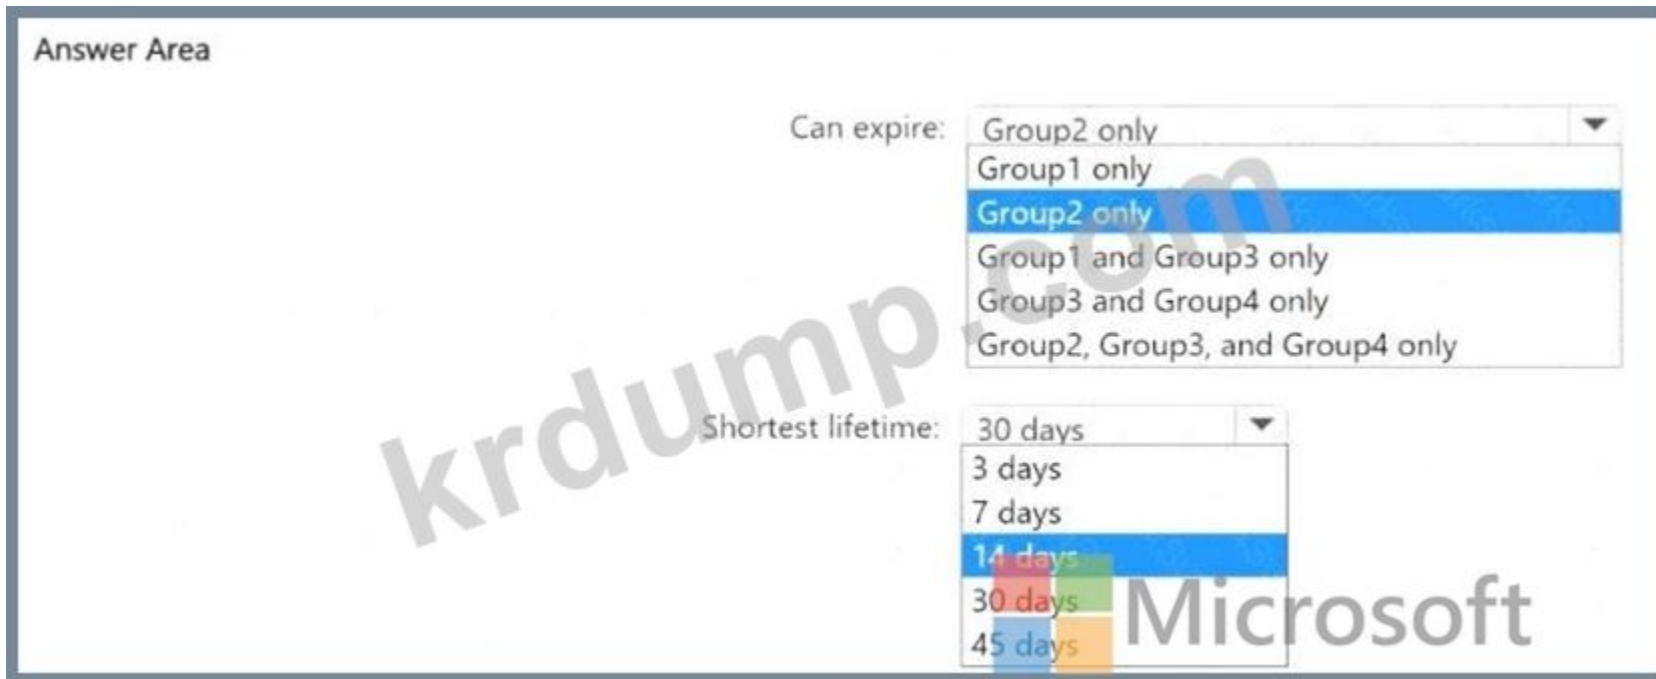 Answer Area
Can expire: Group2 only
Group1 only
Group2 only
Group1 and Group3 only
Group3 and Group4 only
Group2, Group3, and Group4 only
Shortest lifetime: 30 days
3 days
7 days
14 days
30 days
45 days
krdump.com
Microsoft